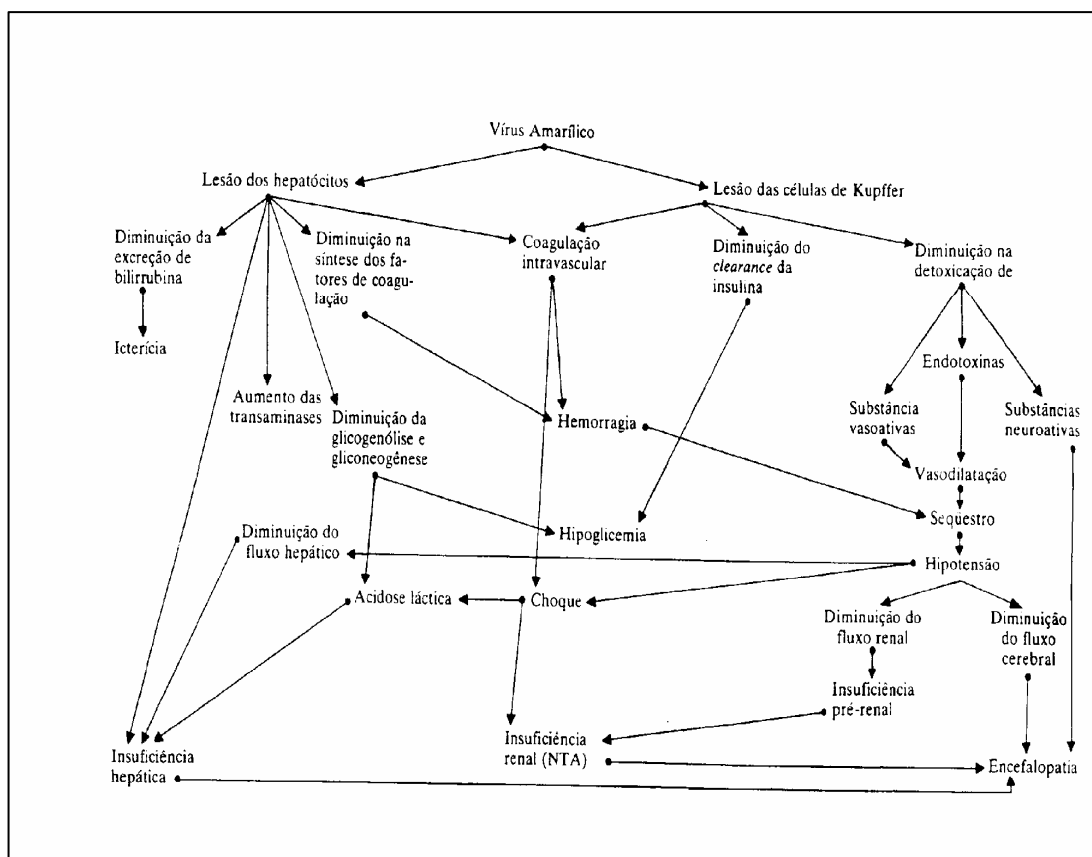 Vírus Amarílico
Lesão dos hepatócitos
Lesão das células de Kupffer
Diminuição da
excreção de
bilirrubina
Diminuição na
síntese dos fa-
tores de coagu-
lação
Coagulação
intravascular
Diminuição do
clearance da
insulina
Diminuição na
detoxicação de
Icterícia
Endotoxinas
Aumento das
transaminases
Diminuição da
glicogenólise e
gliconeogênese
Hemorragia
Substância
vasoativas
Substâncias
neuroativas
Vasodilatação
Seqüestro
Diminuição do
fluxo hepático
Hipoglicemia
Hipotensão
Acidose láctica
Choque
Diminuição do
fluxo renal
Diminuição
do fluxo
cerebral
Insuficiência
pré-renal
Insuficiência
hepática
Insuficiência
renal (NTA)
Encefalopatia